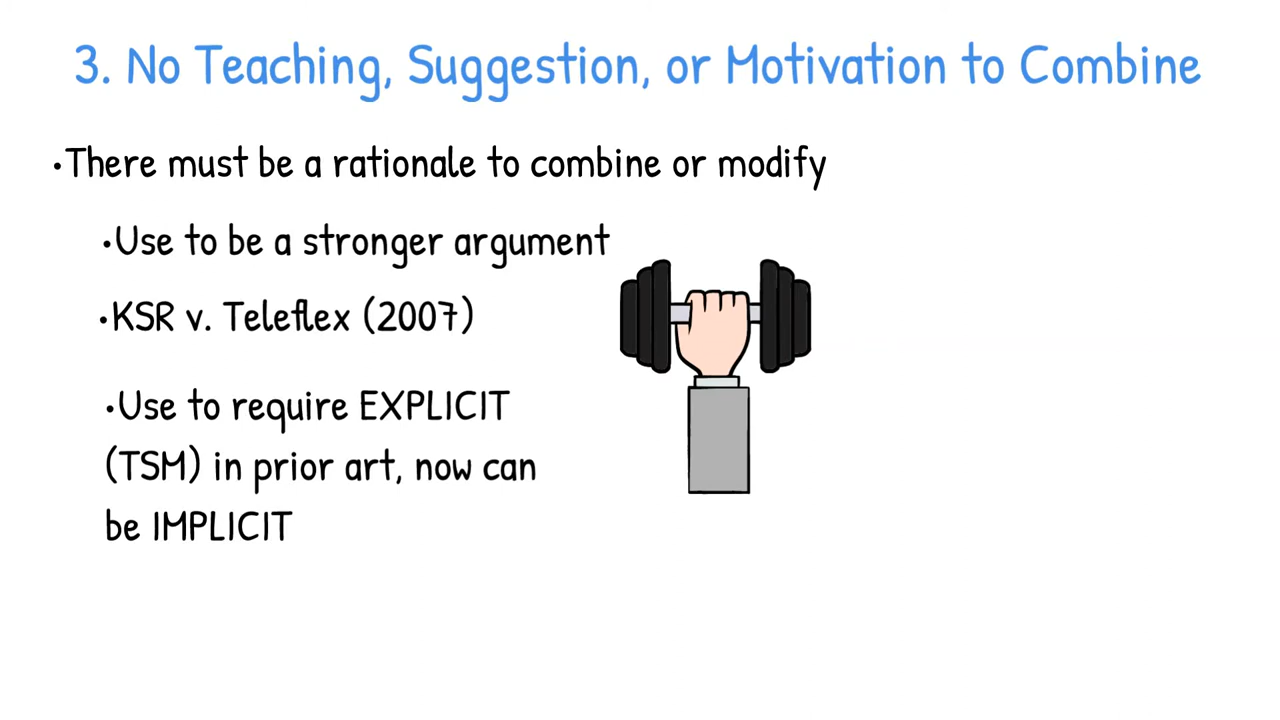 3. No Teaching, Suggestion, or Motivation to Combine
•There must be a rationale to combine or modify
•Use to be a stronger argument
•KSR v. Teleflex (2007)
•Use to require EXPLICIT
(TSM) in prior art, now can
be IMPLICIT